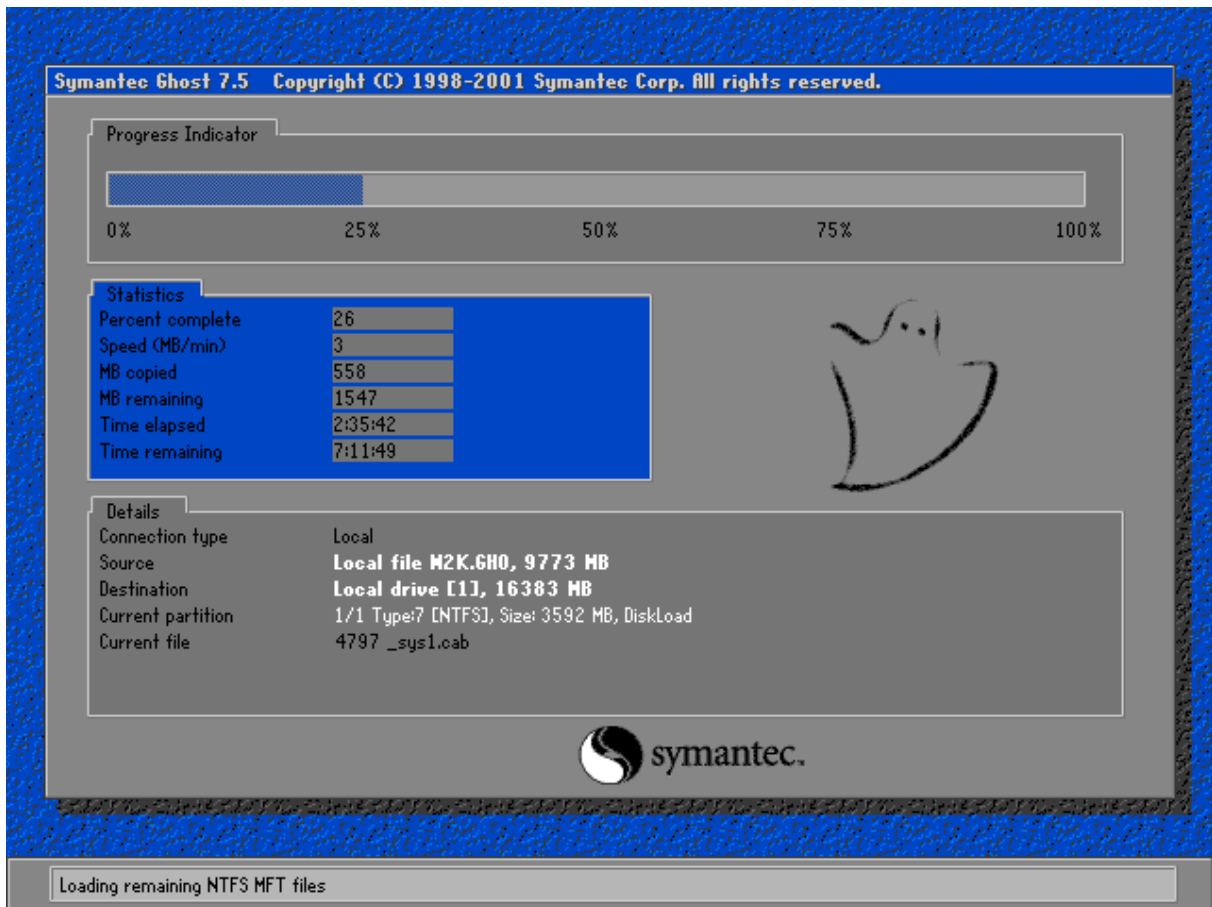 Symantec Ghost 7.5 Copyright (C) 1998-2001 Symantec Corp. All rights reserved.
Progress Indicator
0% 25% 50% 75% 100%
Statistics
Percent complete 26
Speed (MB/min) 3
MB copied 558
MB remaining 1547
Time elapsed 2:35:42
Time remaining 7:11:49
Details
Connection type Local
Source Local file W2K.GHO, 9773 MB
Destination Local drive [1], 16383 MB
Current partition 1/1 Type:7 [NTFS], Size: 3592 MB, DiskLoad
Current file 4797 _sys1.cab
symantec.
Loading remaining NTFS MFT files